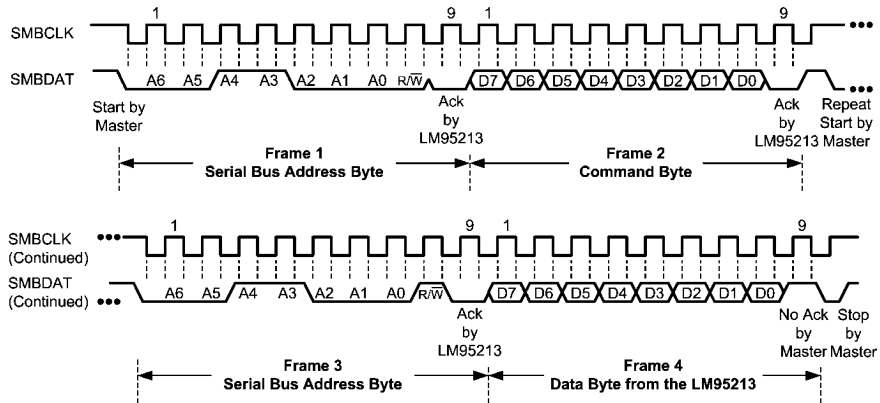 1 9 1 9
SMBCLK •••
SMBDAT A6 A5 A4 A3 A2 A1 A0 R/W̅ D7 D6 D5 D4 D3 D2 D1 D0 •••
Start by Master
Ack by LM95213
Ack by LM95213
Repeat Start by Master
Frame 1
Serial Bus Address Byte
Frame 2
Command Byte
1 9 1 9
SMBCLK (Continued) •••
SMBDAT (Continued) ••• A6 A5 A4 A3 A2 A1 A0 R/W̅ D7 D6 D5 D4 D3 D2 D1 D0
Ack by LM95213
No Ack by Master
Stop by Master
Frame 3
Serial Bus Address Byte
Frame 4
Data Byte from the LM95213